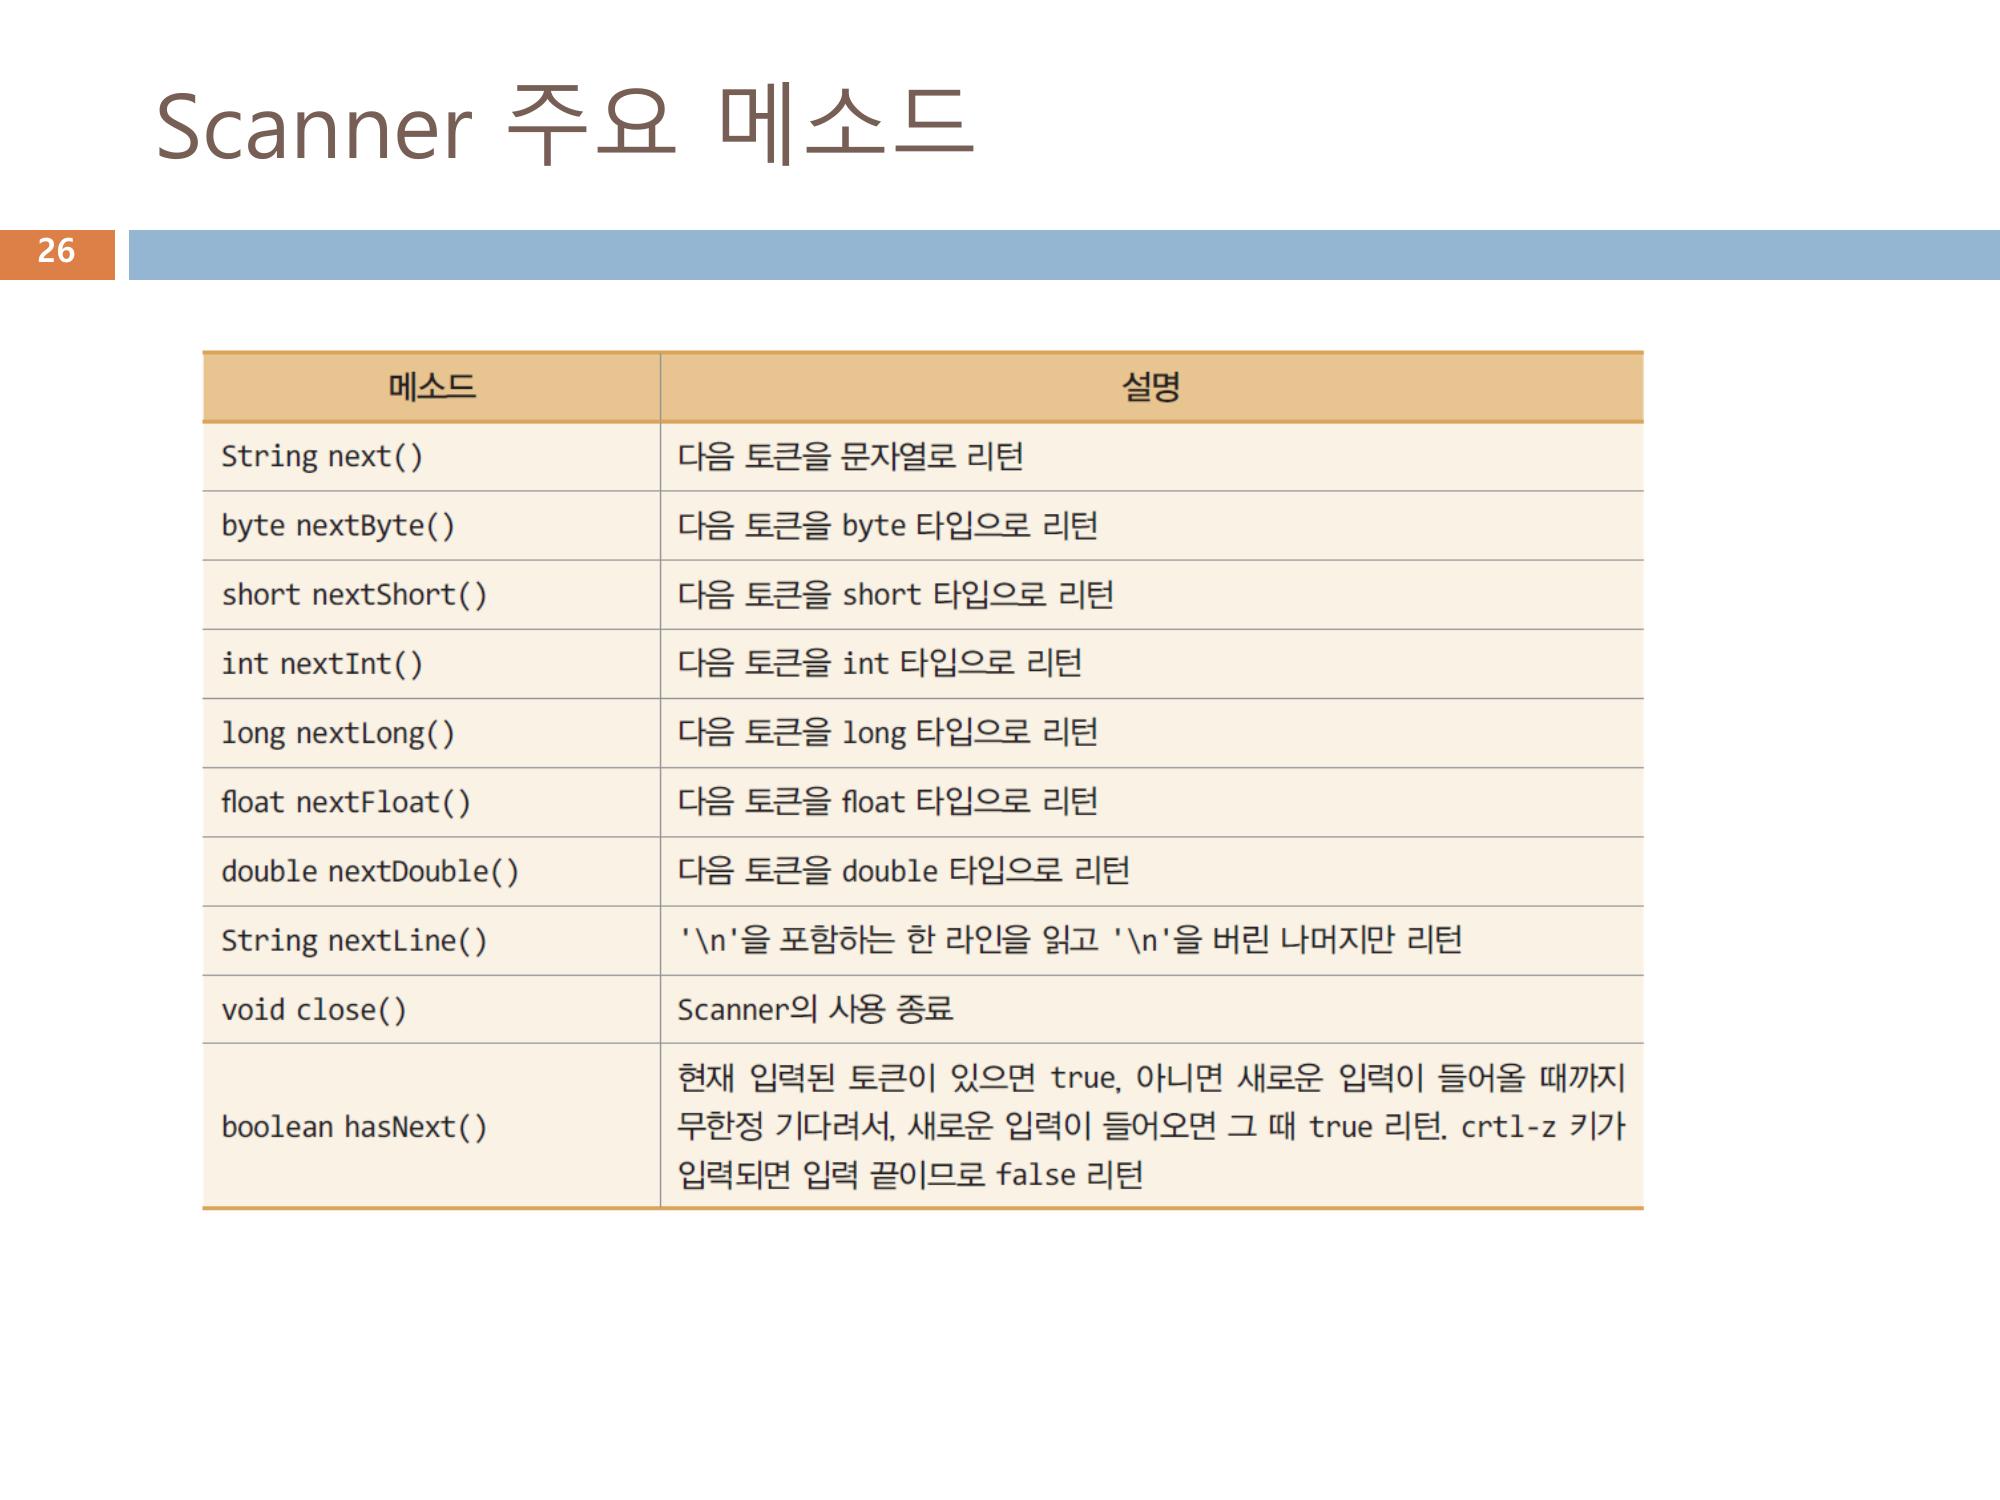 Scanner 주요 메소드
26
메소드 설명
String next() 다음 토큰을 문자열로 리턴
byte nextByte() 다음 토큰을 byte 타입으로 리턴
short nextShort() 다음 토큰을 short 타입으로 리턴
int nextInt() 다음 토큰을 int 타입으로 리턴
long nextLong() 다음 토큰을 long 타입으로 리턴
float nextFloat() 다음 토큰을 float 타입으로 리턴
double nextDouble() 다음 토큰을 double 타입으로 리턴
String nextLine() '\n'을 포함하는 한 라인을 읽고 '\n'을 버린 나머지만 리턴
void close() Scanner의 사용 종료
boolean hasNext() 현재 입력된 토큰이 있으면 true, 아니면 새로운 입력이 들어올 때까지
무한정 기다려서, 새로운 입력이 들어오면 그 때 true 리턴. crtl-z 키가
입력되면 입력 끝이므로 false 리턴